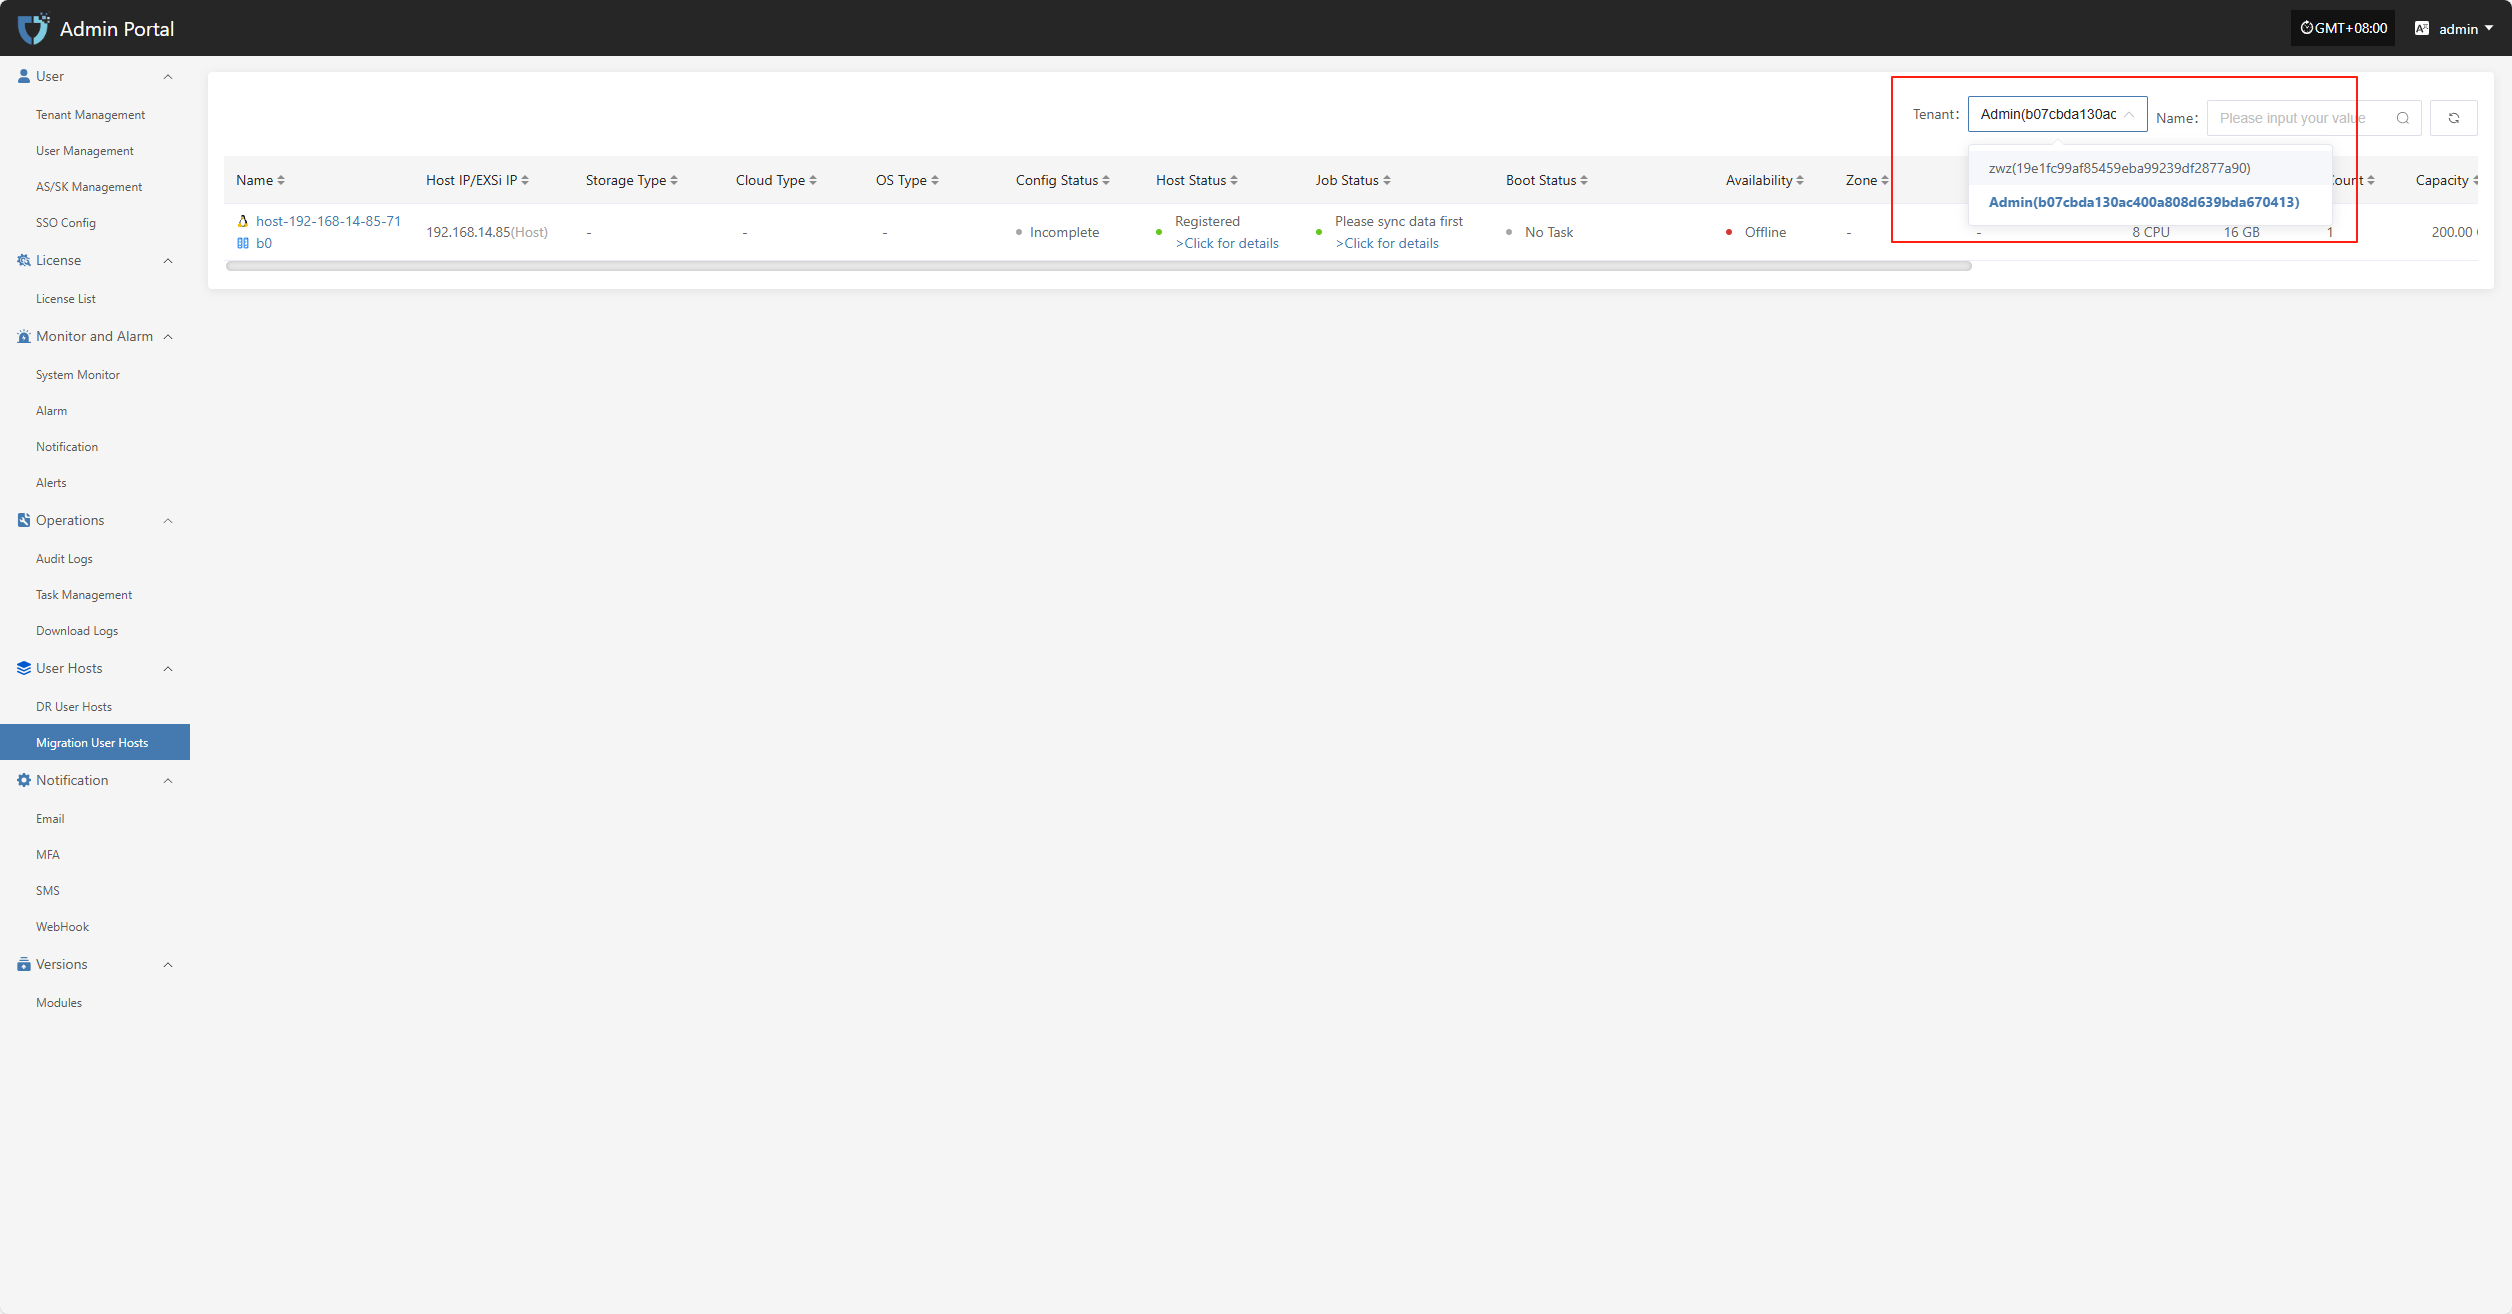 Admin Portal
GMT+08:00
admin
User
Tenant Management
User Management
AS/SK Management
SSO Config
License
License List
Monitor and Alarm
System Monitor
Alarm
Notification
Alerts
Operations
Audit Logs
Task Management
Download Logs
User Hosts
DR User Hosts
Migration User Hosts
Notification
Email
MFA
SMS
WebHook
Versions
Modules
Tenant: Admin(b07cbda130ac Name: Please input your value
zwz(19e1fc99af85459eba99239df2877a90)
Admin(b07cbda130ac400a808d639bda670413)
Name Host IP/EXSi IP Storage Type Cloud Type OS Type Config Status Host Status Job Status Boot Status Availability Zone Capacity
host-192-168-14-85-71
b0
192.168.14.85(Host) - - - Incomplete
Registered
>Click for details
Please sync data first
>Click for details
No Task Offline - - 8 CPU 16 GB 1 200.00